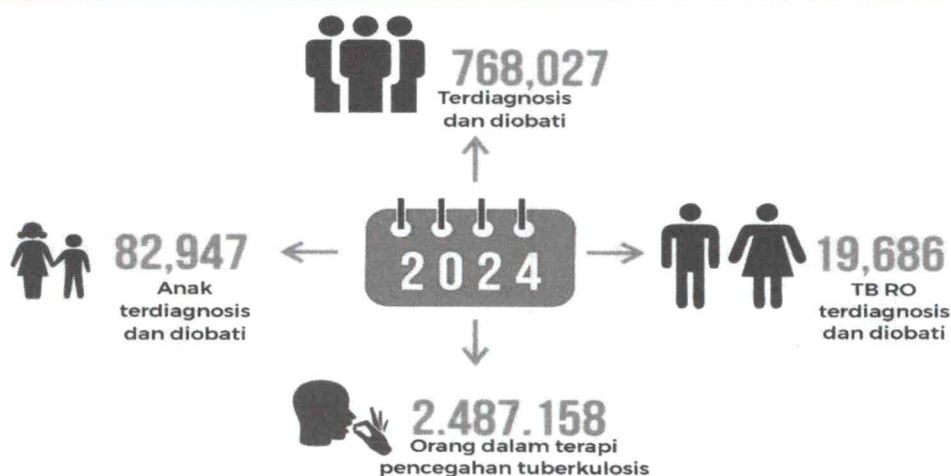 768,027
Terdiagnosis
dan diobati
82,947
Anak
terdiagnosis
dan diobati
2024
19,686
TB RO
terdiagnosis
dan diobati
2.487.158
Orang dalam terapi
pencegahan tuberkulosis